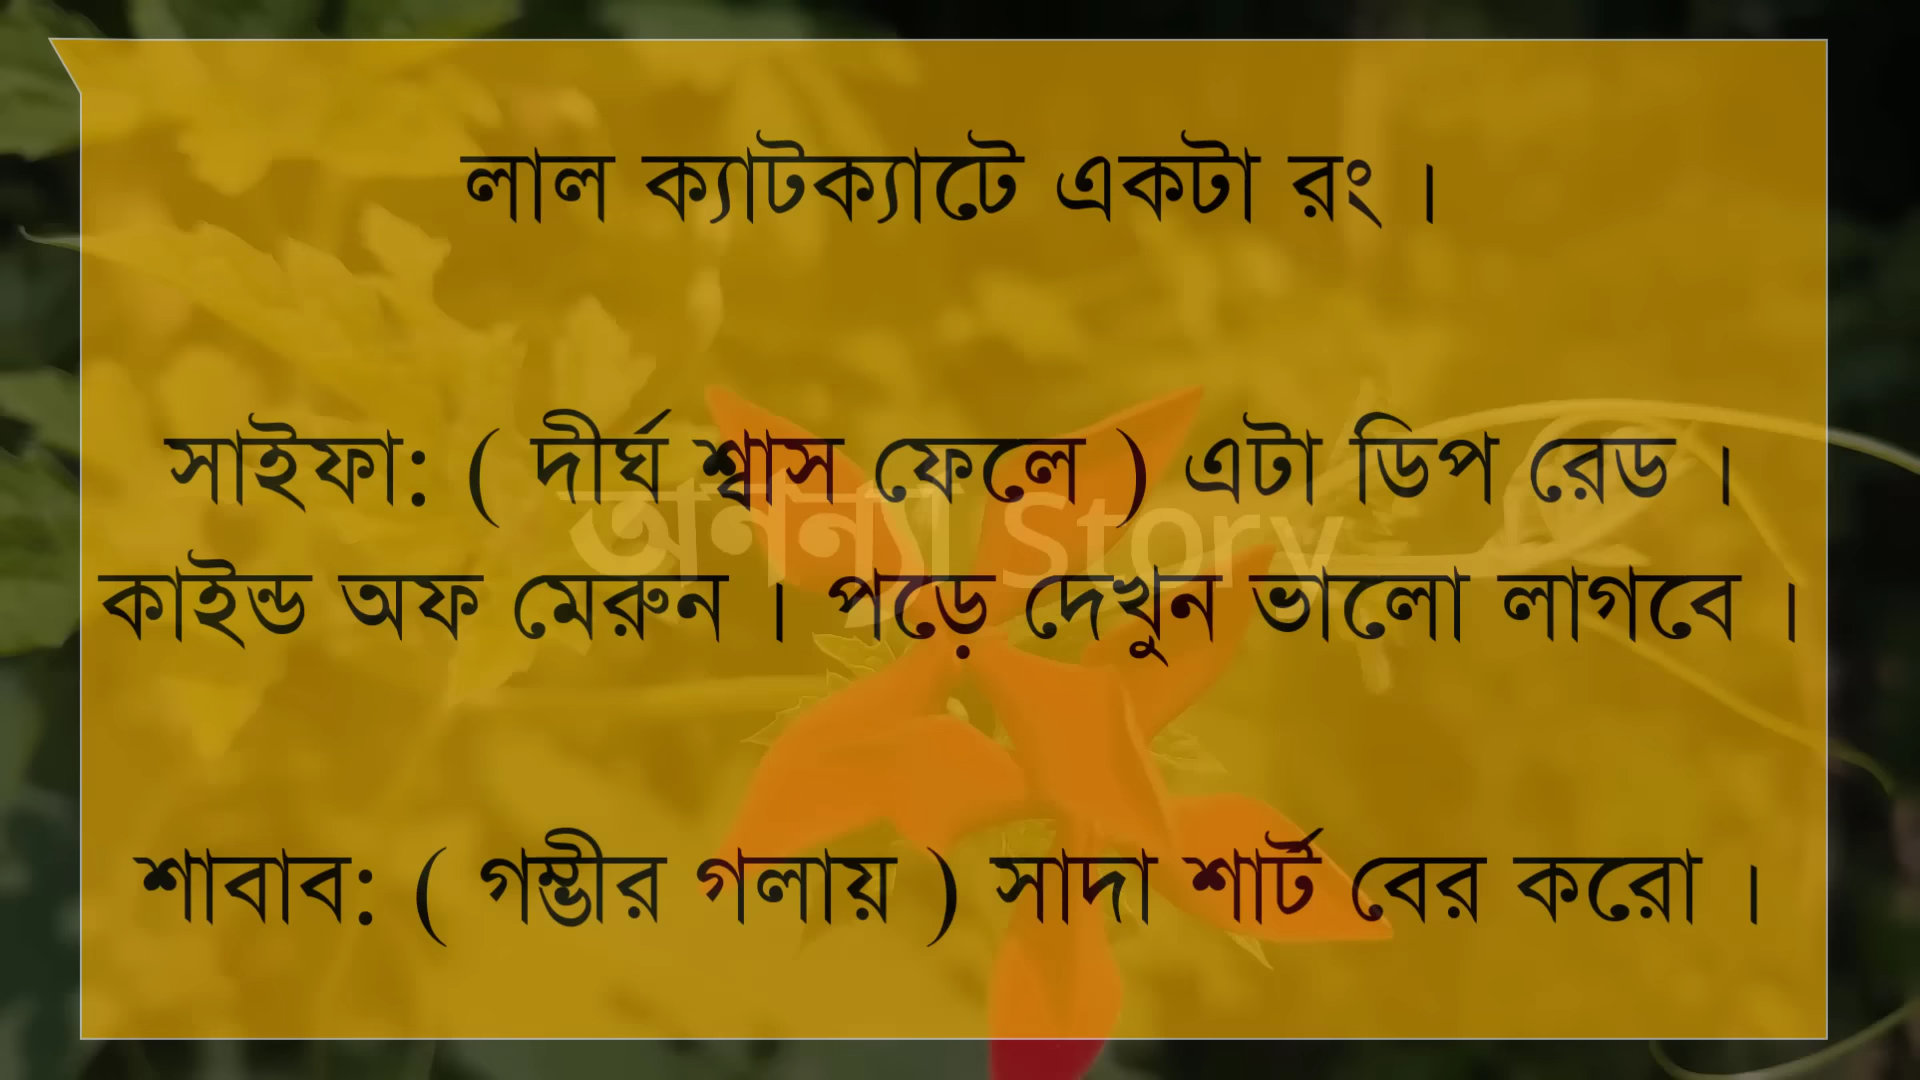 লাল ক্যাটক্যাটে একটা রং ।
সাইফা: ( দীর্ঘ শ্বাস ফেলে ) এটা ডিপ রেড ।
অনন্যা Story
কাইন্ড অফ মেরুন । পড়ে দেখুন ভালো লাগবে ।
শাবাব: ( গম্ভীর গলায় ) সাদা শার্ট বের করো ।